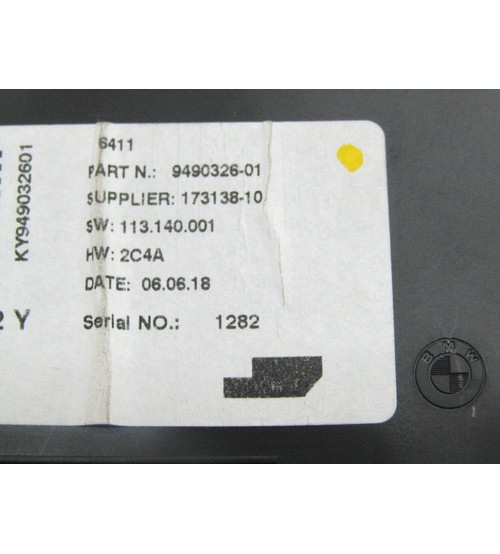 6411
PART N.: 9490326-01
SUPPLIER: 173138-10
SW: 113.140.001
HW: 2C4A
DATE: 06.06.18
Serial NO.: 1282
KY949032601
2 Y
BMW